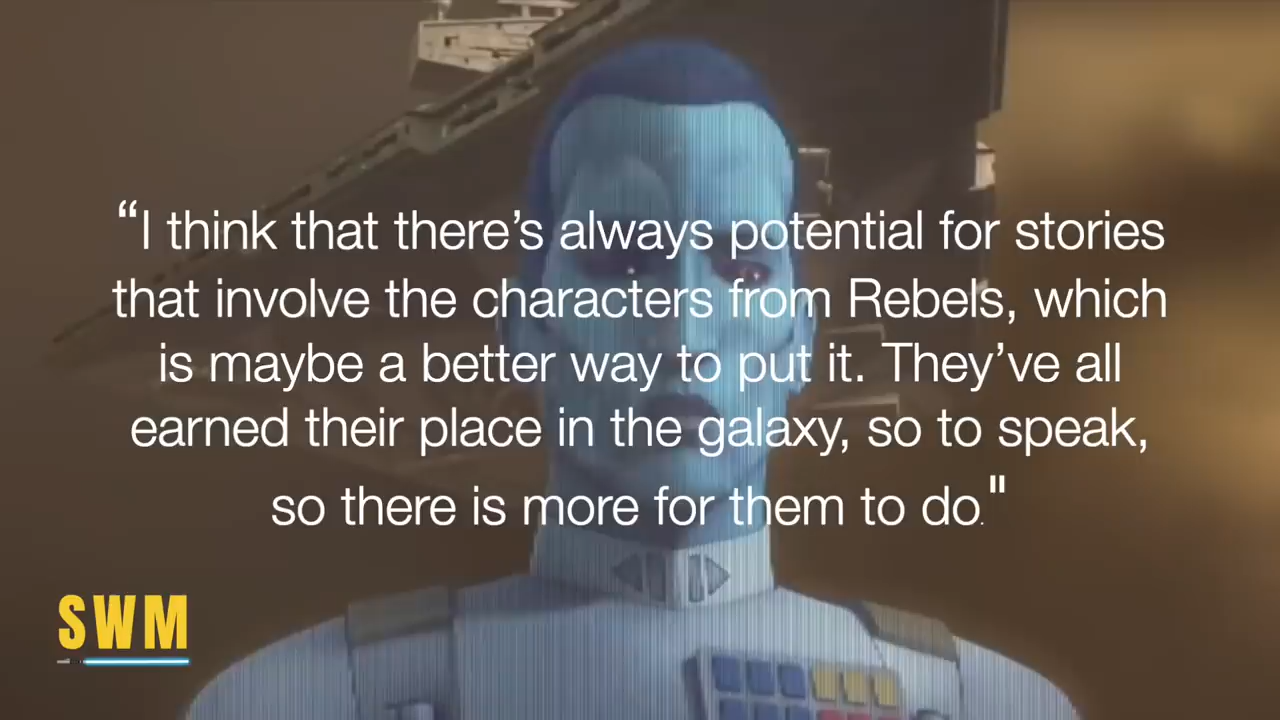 “I think that there’s always potential for stories
that involve the characters from Rebels, which
is maybe a better way to put it. They’ve all
earned their place in the galaxy, so to speak,
so there is more for them to do."
SWM